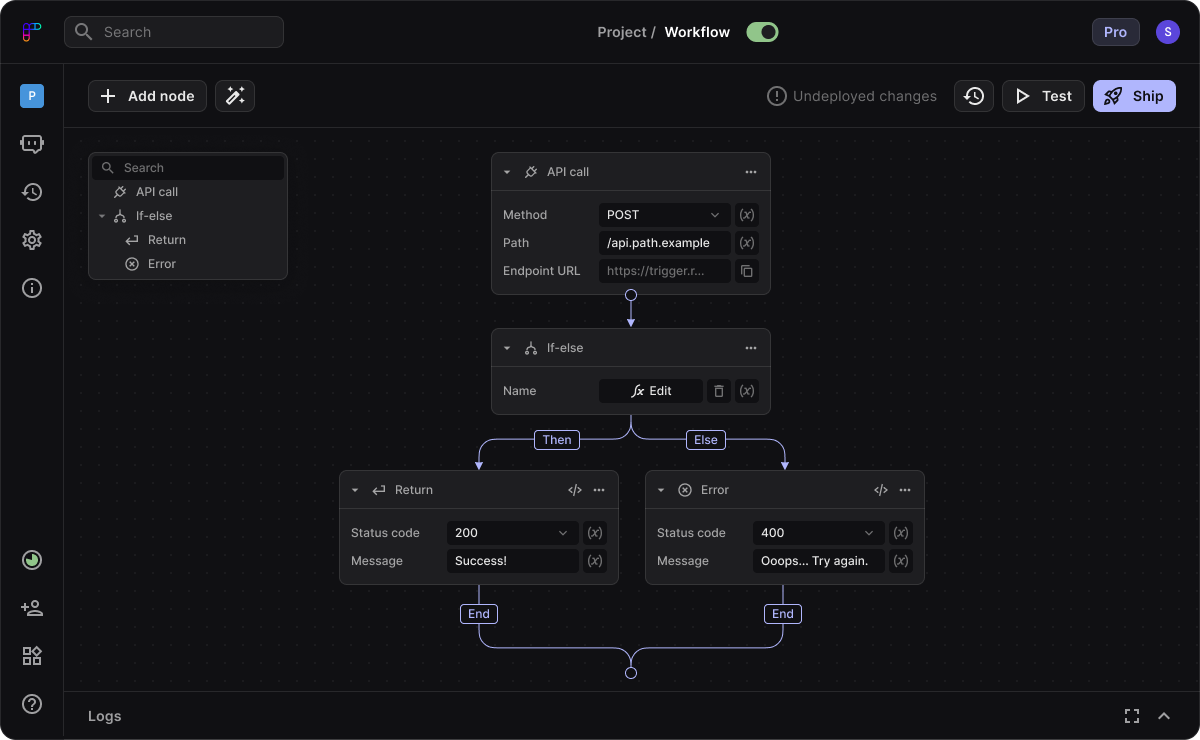 Search
Project / Workflow
Pro
S
P
Add node
Undeployed changes
Test
Ship
Search
API call
If-else
Return
Error
API call
Method
POST
(x)
Path
/api.path.example
(x)
Endpoint URL
https://trigger.r...
If-else
Name
fx Edit
(x)
Then
Else
Return
</>
Status code
200
(x)
Message
Success!
(x)
Error
</>
Status code
400
(x)
Message
Ooops... Try again.
(x)
End
End
Logs